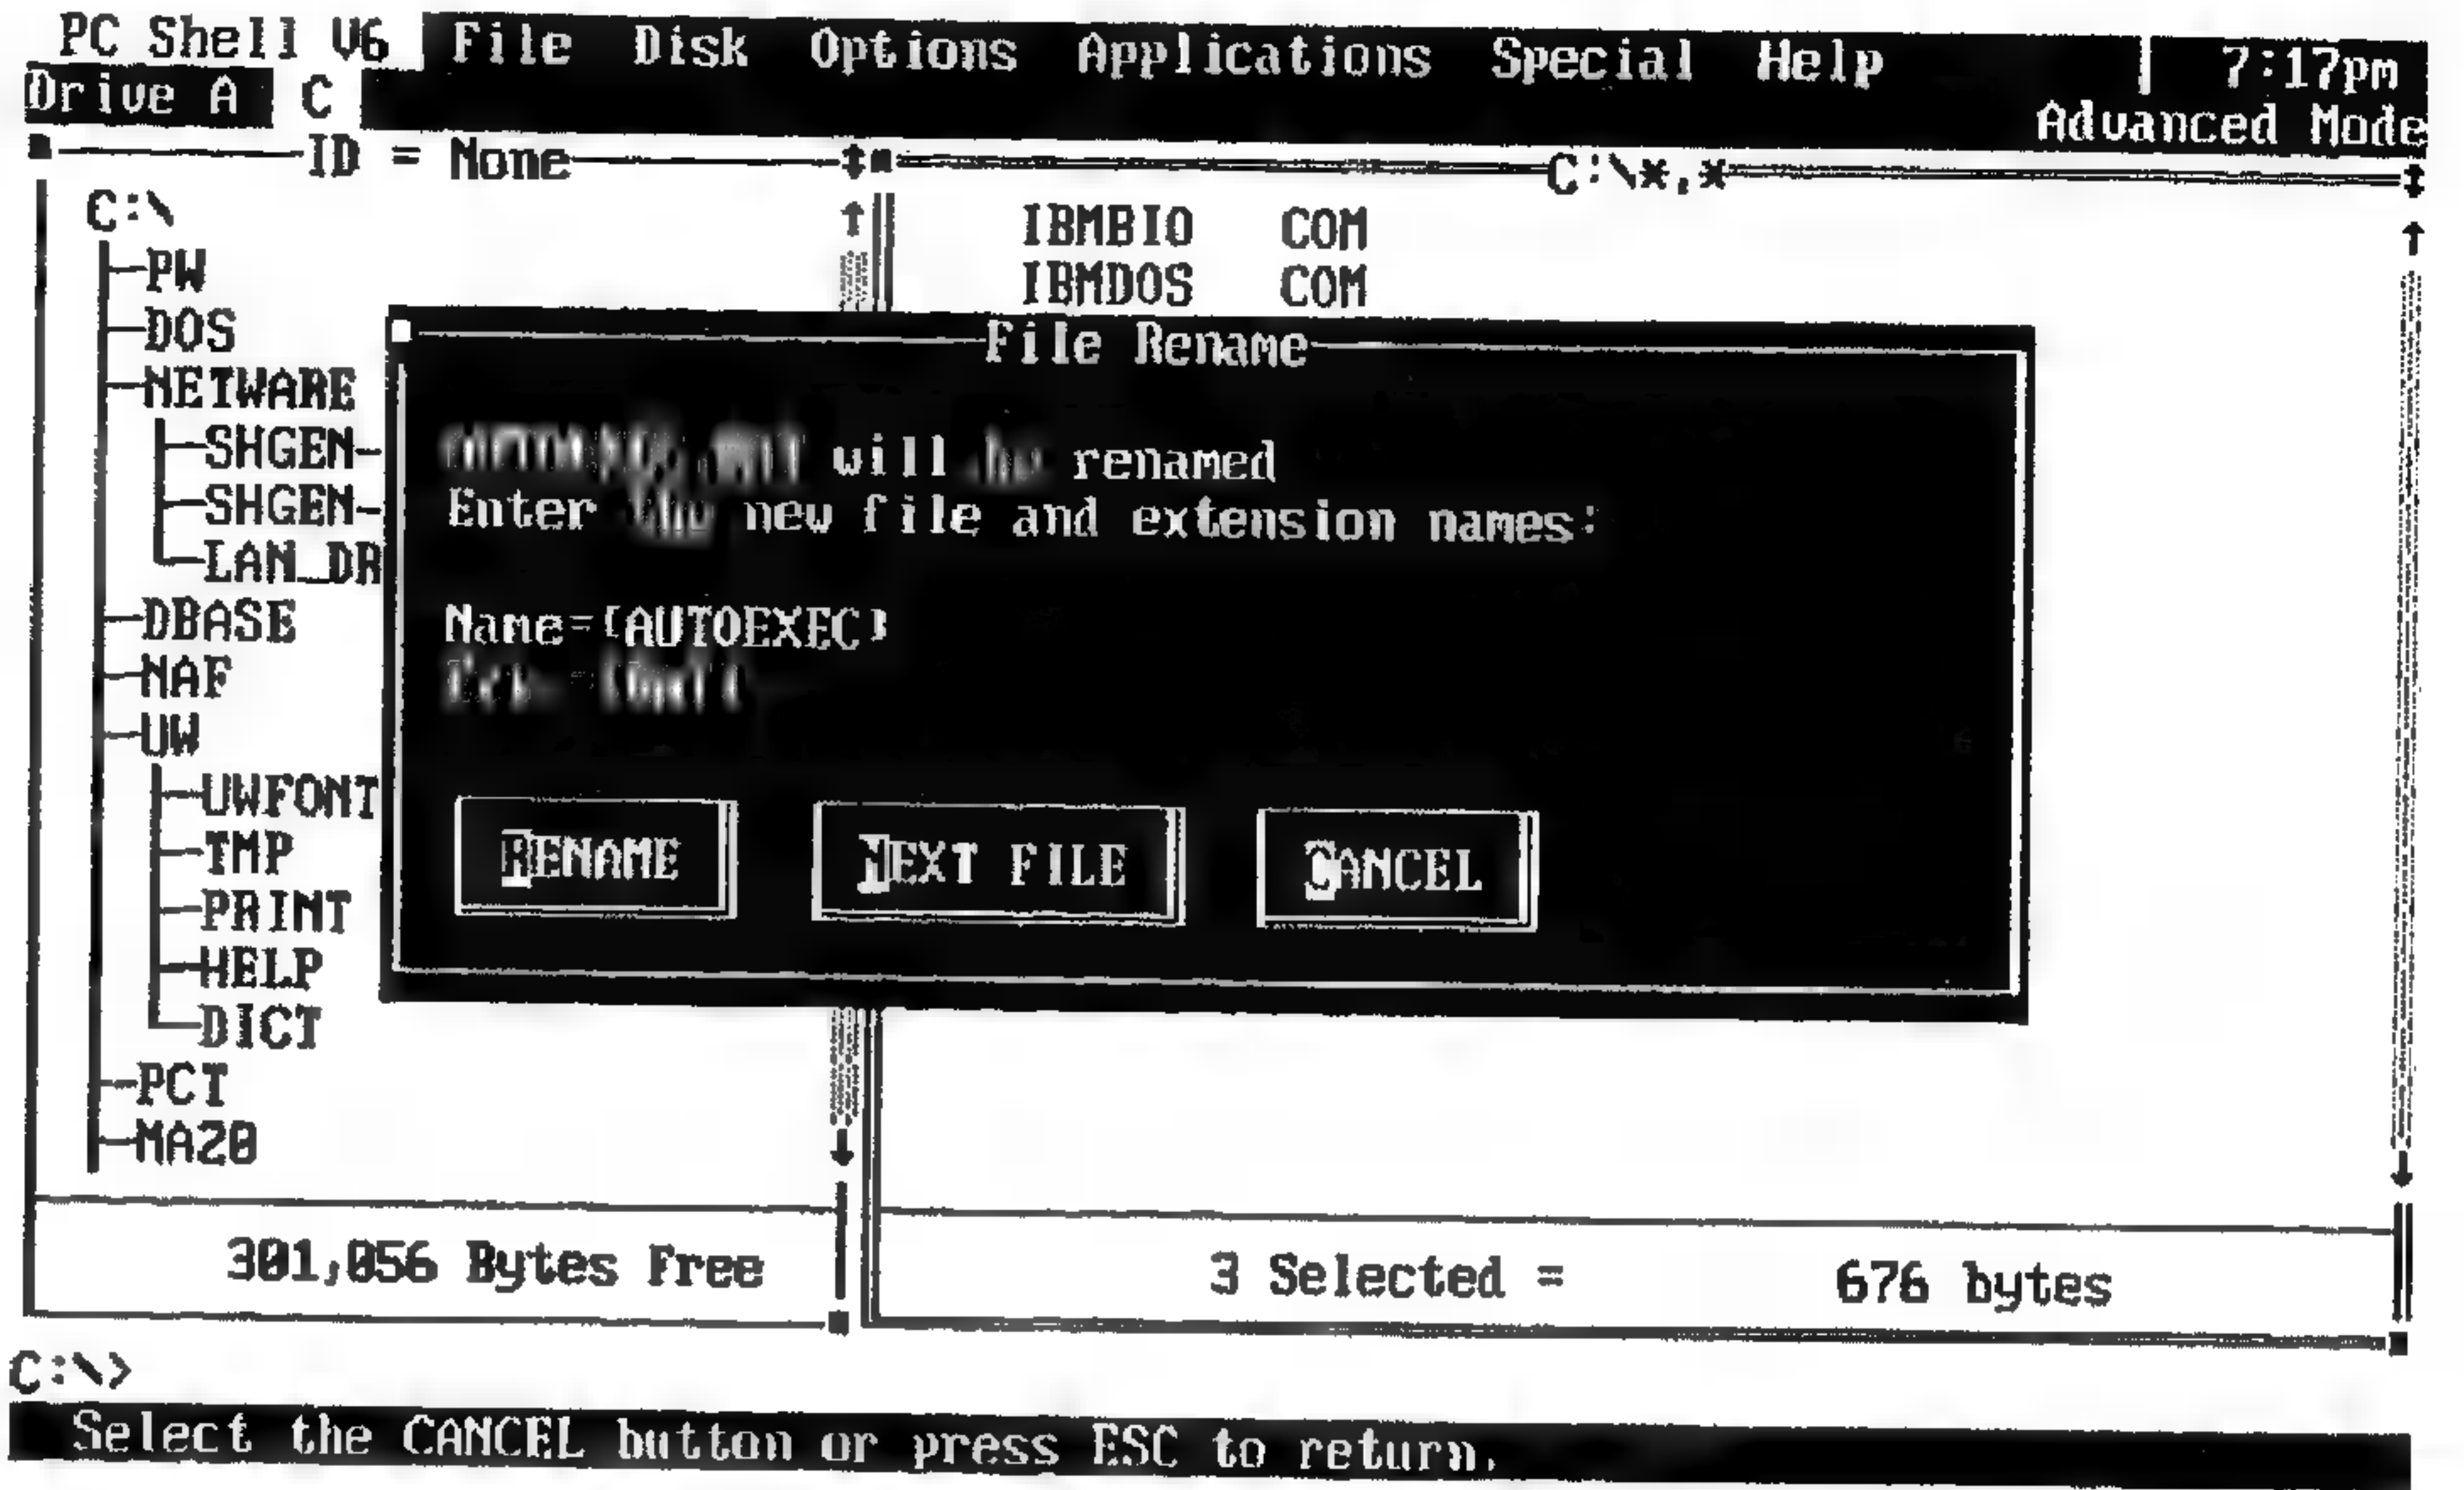 PC Shell V6 File Disk Options Applications Special Help 7:17pm
Drive A C
Advanced Mode
ID = None
C:\*.*
C:\
PW
DOS
NETWARE
SHGEN-
SHGEN-
LAN_DR
DBASE
NAF
UW
UWFONT
TMP
PRINT
HELP
DICT
PCT
MA20
IBMBIO COM
IBMDOS COM
File Rename
will renamed
Enter new file and extension names:
Name=[AUTOEXEC]
RENAME NEXT FILE CANCEL
301,056 Bytes Free
3 Selected = 676 bytes
C:\>
Select the CANCEL button or press ESC to return.